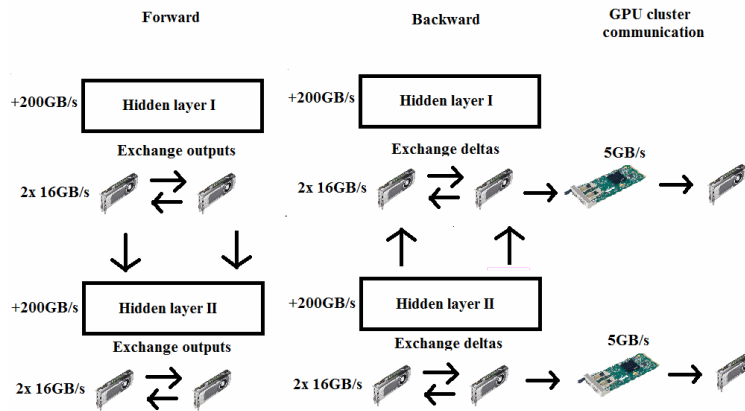 Forward
Backward
GPU cluster
communication
+200GB/s
Hidden layer I
Exchange outputs
2x 16GB/s
+200GB/s
Hidden layer II
Exchange outputs
2x 16GB/s
+200GB/s
Hidden layer I
Exchange deltas
2x 16GB/s
5GB/s
+200GB/s
Hidden layer II
Exchange deltas
2x 16GB/s
5GB/s